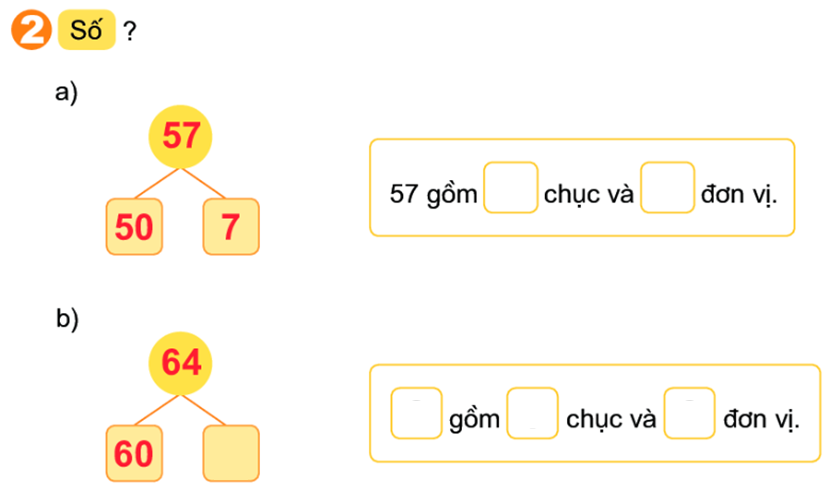 2 Số ?
a)
57
50 7
57 gồm chục và đơn vị.
b)
64
60
gồm chục và đơn vị.